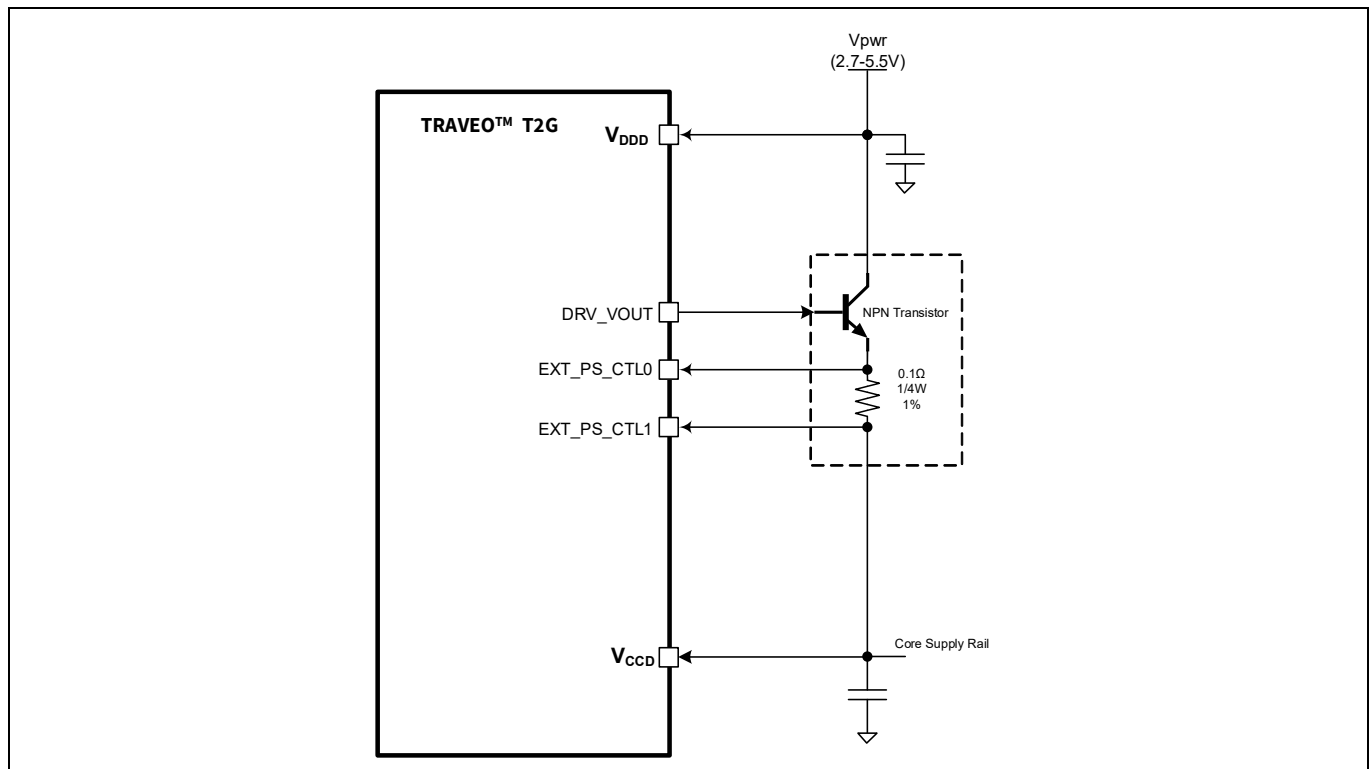 Vpwr
(2.7-5.5V)
TRAVEO™ T2G
VDDD
DRV_VOUT
NPN Transistor
EXT_PS_CTL0
0.1Ω
1/4W
1%
EXT_PS_CTL1
VCCD
Core Supply Rail